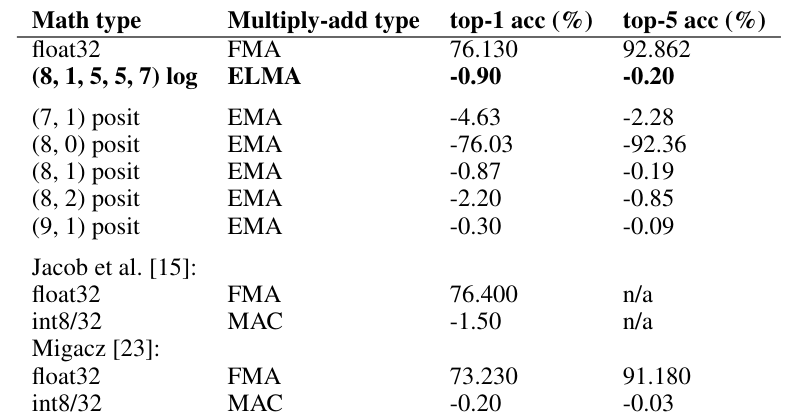 Math type Multiply-add type top-1 acc (%) top-5 acc (%)
float32 FMA 76.130 92.862
(8, 1, 5, 5, 7) log ELMA -0.90 -0.20
(7, 1) posit EMA -4.63 -2.28
(8, 0) posit EMA -76.03 -92.36
(8, 1) posit EMA -0.87 -0.19
(8, 2) posit EMA -2.20 -0.85
(9, 1) posit EMA -0.30 -0.09
Jacob et al. [15]:
float32 FMA 76.400 n/a
int8/32 MAC -1.50 n/a
Migacz [23]:
float32 FMA 73.230 91.180
int8/32 MAC -0.20 -0.03